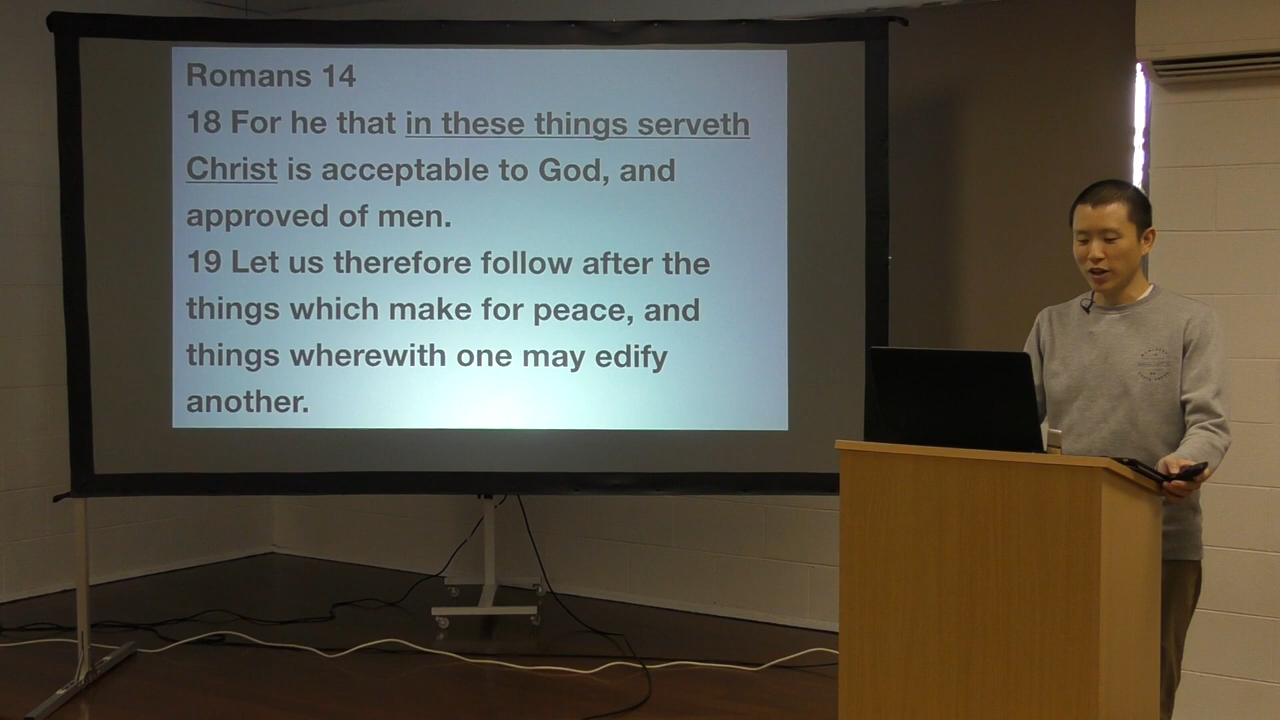 Romans 14
18 For he that in these things serveth
Christ is acceptable to God, and
approved of men.
19 Let us therefore follow after the
things which make for peace, and
things wherewith one may edify
another.